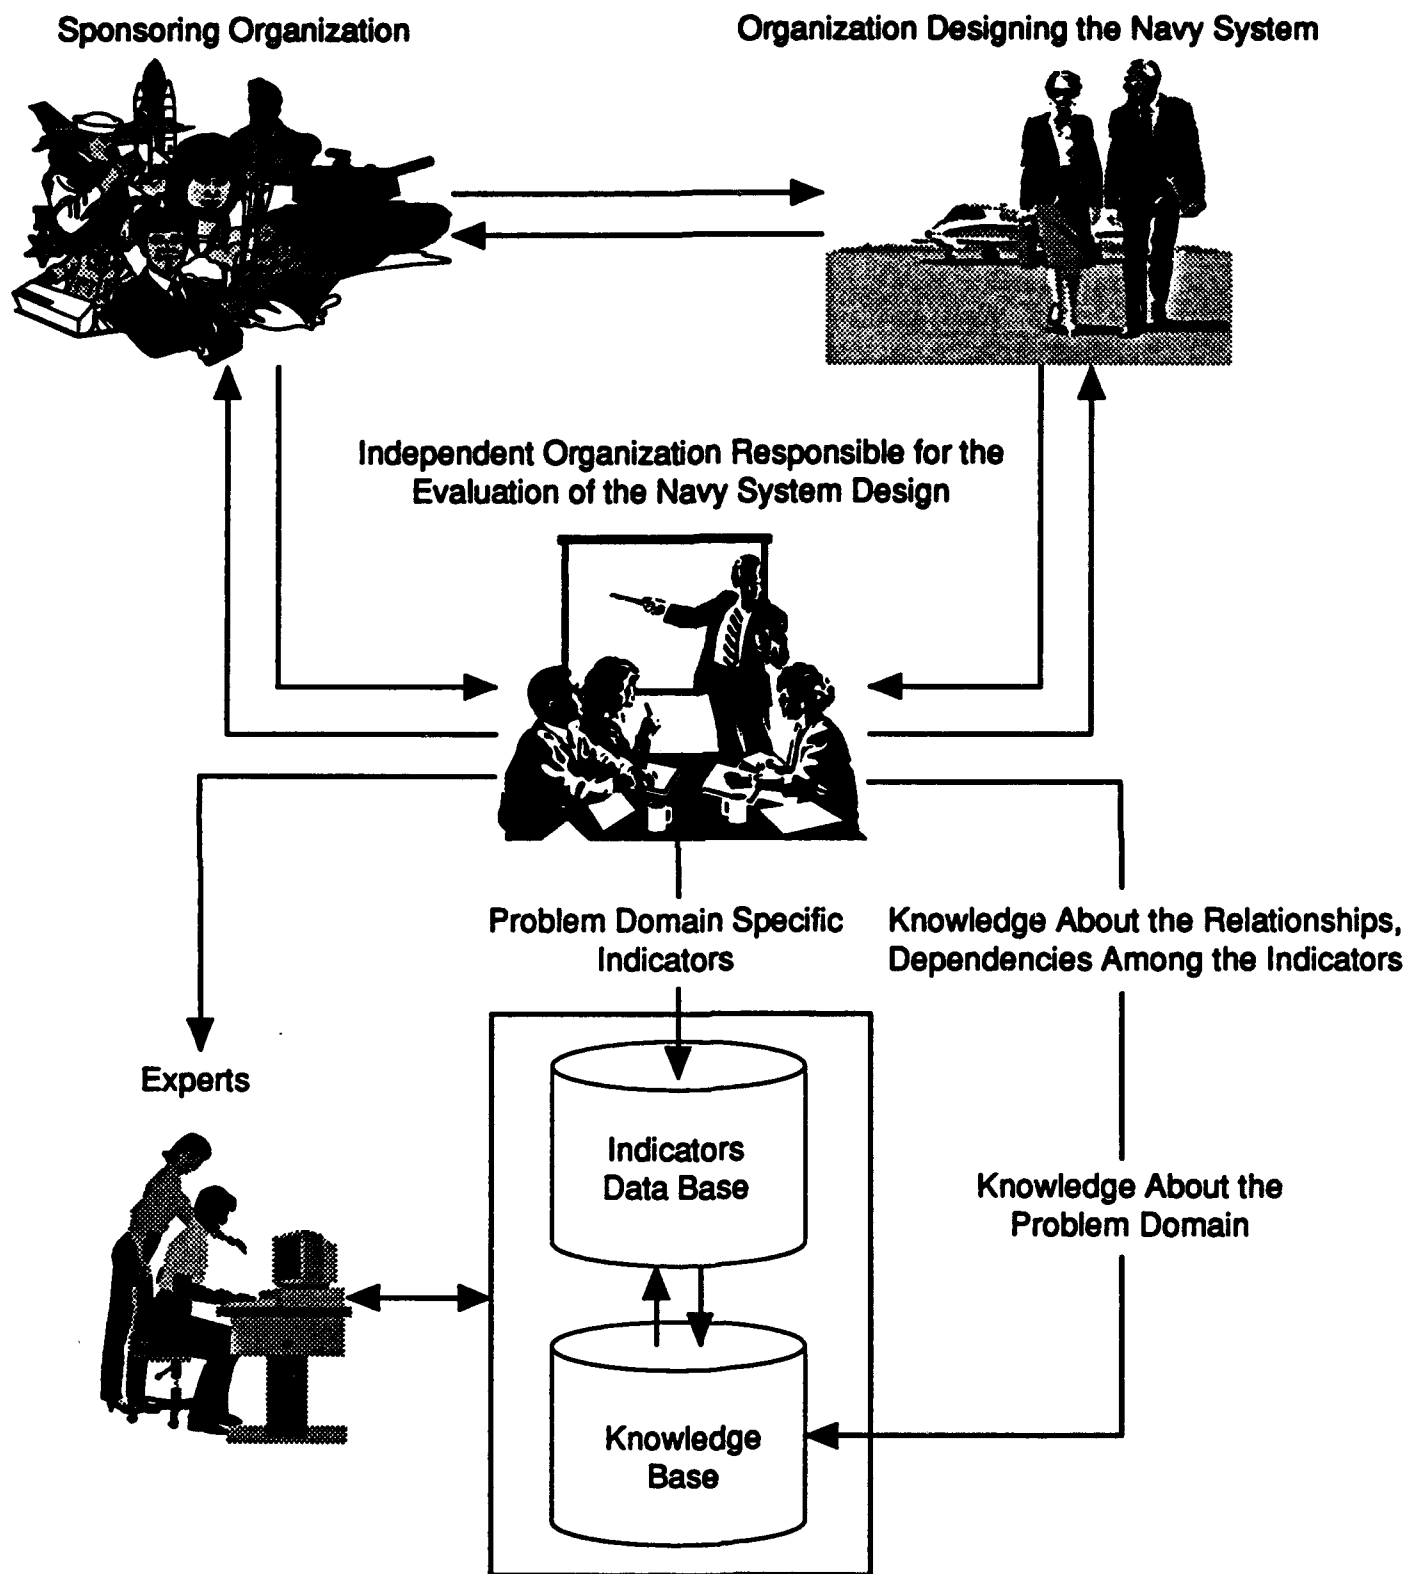 Sponsoring Organization
Organization Designing the Navy System
Independent Organization Responsible for the
Evaluation of the Navy System Design
Problem Domain Specific
Indicators
Knowledge About the Relationships,
Dependencies Among the Indicators
Experts
Indicators
Data Base
Knowledge About the
Problem Domain
Knowledge
Base